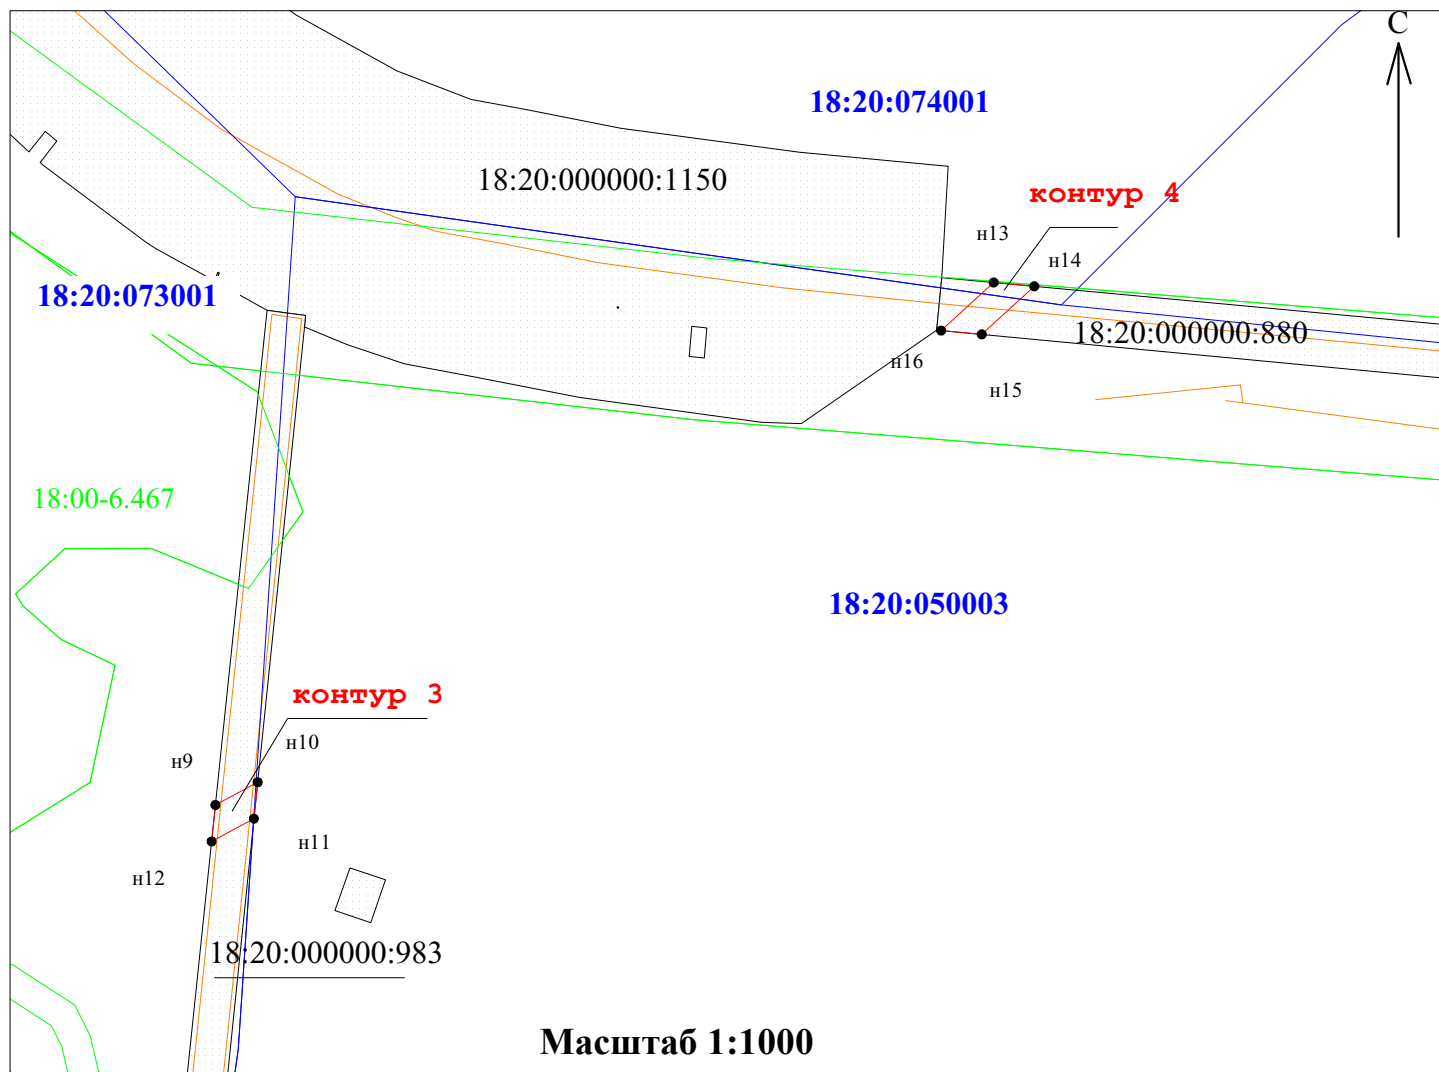 С
18:20:074001
18:20:000000:1150
контур 4
н13
н14
18:20:073001
18:20:000000:880
н16
н15
18:00-6.467
18:20:050003
контур 3
н10
н9
н11
н12
18:20:000000:983
Масштаб 1:1000